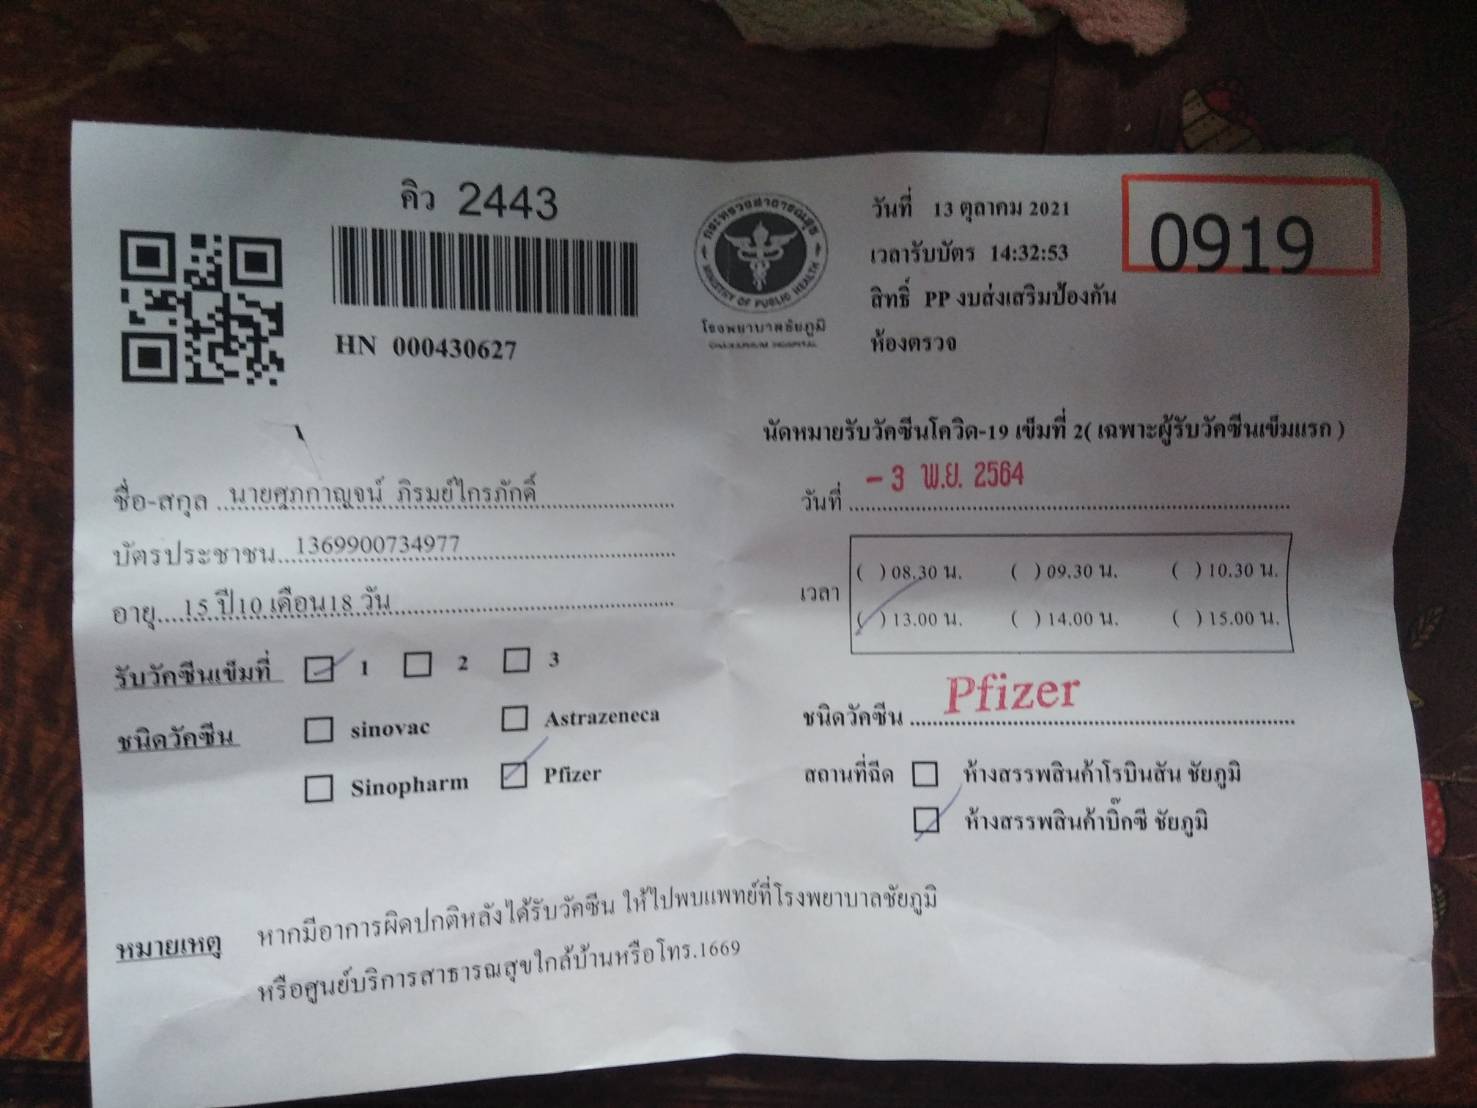 คิว 2443
HN 000430627
กระทรวงสาธารณสุข
MINISTRY OF PUBLIC HEALTH
โรงพยาบาลชัยภูมิ
CHAIYAPHUM HOSPITAL
วันที่ 13 ตุลาคม 2021
เวลารับบัตร 14:32:53
สิทธิ์ PP งบส่งเสริมป้องกัน
ห้องตรวจ
0919
ชื่อ-สกุล นายศุภกาญจน์ ภิรมย์ไกรภักดิ์
บัตรประชาชน 1369900734977
อายุ 15 ปี10 เดือน18 วัน
รับวัคซีนเข็มที่ 1 2 3
ชนิดวัคซีน sinovac Astrazeneca
Sinopharm Pfizer
นัดหมายรับวัคซีนโควิด-19 เข็มที่ 2( เฉพาะผู้รับวัคซีนเข็มแรก )
วันที่ - 3 พ.ย. 2564
เวลา
( ) 08.30 น. ( ) 09.30 น. ( ) 10.30 น.
( ) 13.00 น. ( ) 14.00 น. ( ) 15.00 น.
ชนิดวัคซีน Pfizer
สถานที่ฉีด ห้างสรรพสินค้าโรบินสัน ชัยภูมิ
ห้างสรรพสินค้าบิ๊กซี ชัยภูมิ
หมายเหตุ หากมีอาการผิดปกติหลังได้รับวัคซีน ให้ไปพบแพทย์ที่โรงพยาบาลชัยภูมิ
หรือศูนย์บริการสาธารณสุขใกล้บ้านหรือโทร.1669